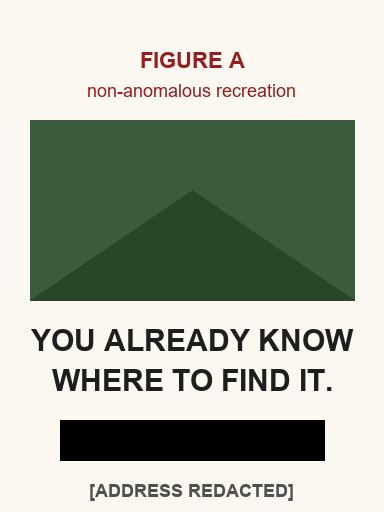 FIGURE A
non-anomalous recreation
YOU ALREADY KNOW
WHERE TO FIND IT.
[ADDRESS REDACTED]